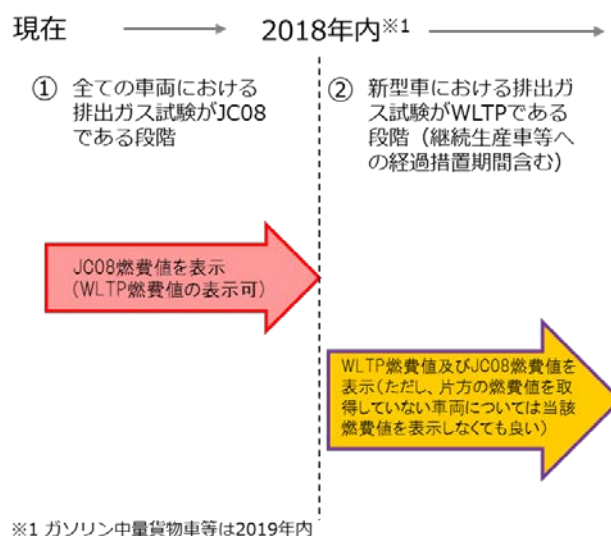 現在
2018年内※1
① 全ての車両における
排出ガス試験がJC08
である段階
② 新型車における排出ガ
ス試験がWLTPである
段階（継続生産車等へ
の経過措置期間含む）
JC08燃費値を表示
(WLTP燃費値の表示可)
WLTP燃費値及びJC08燃費値を
表示(ただし、片方の燃費値を取
得していない車両については当該
燃費値を表示しなくても良い)
※1 ガソリン中量貨物車等は2019年内